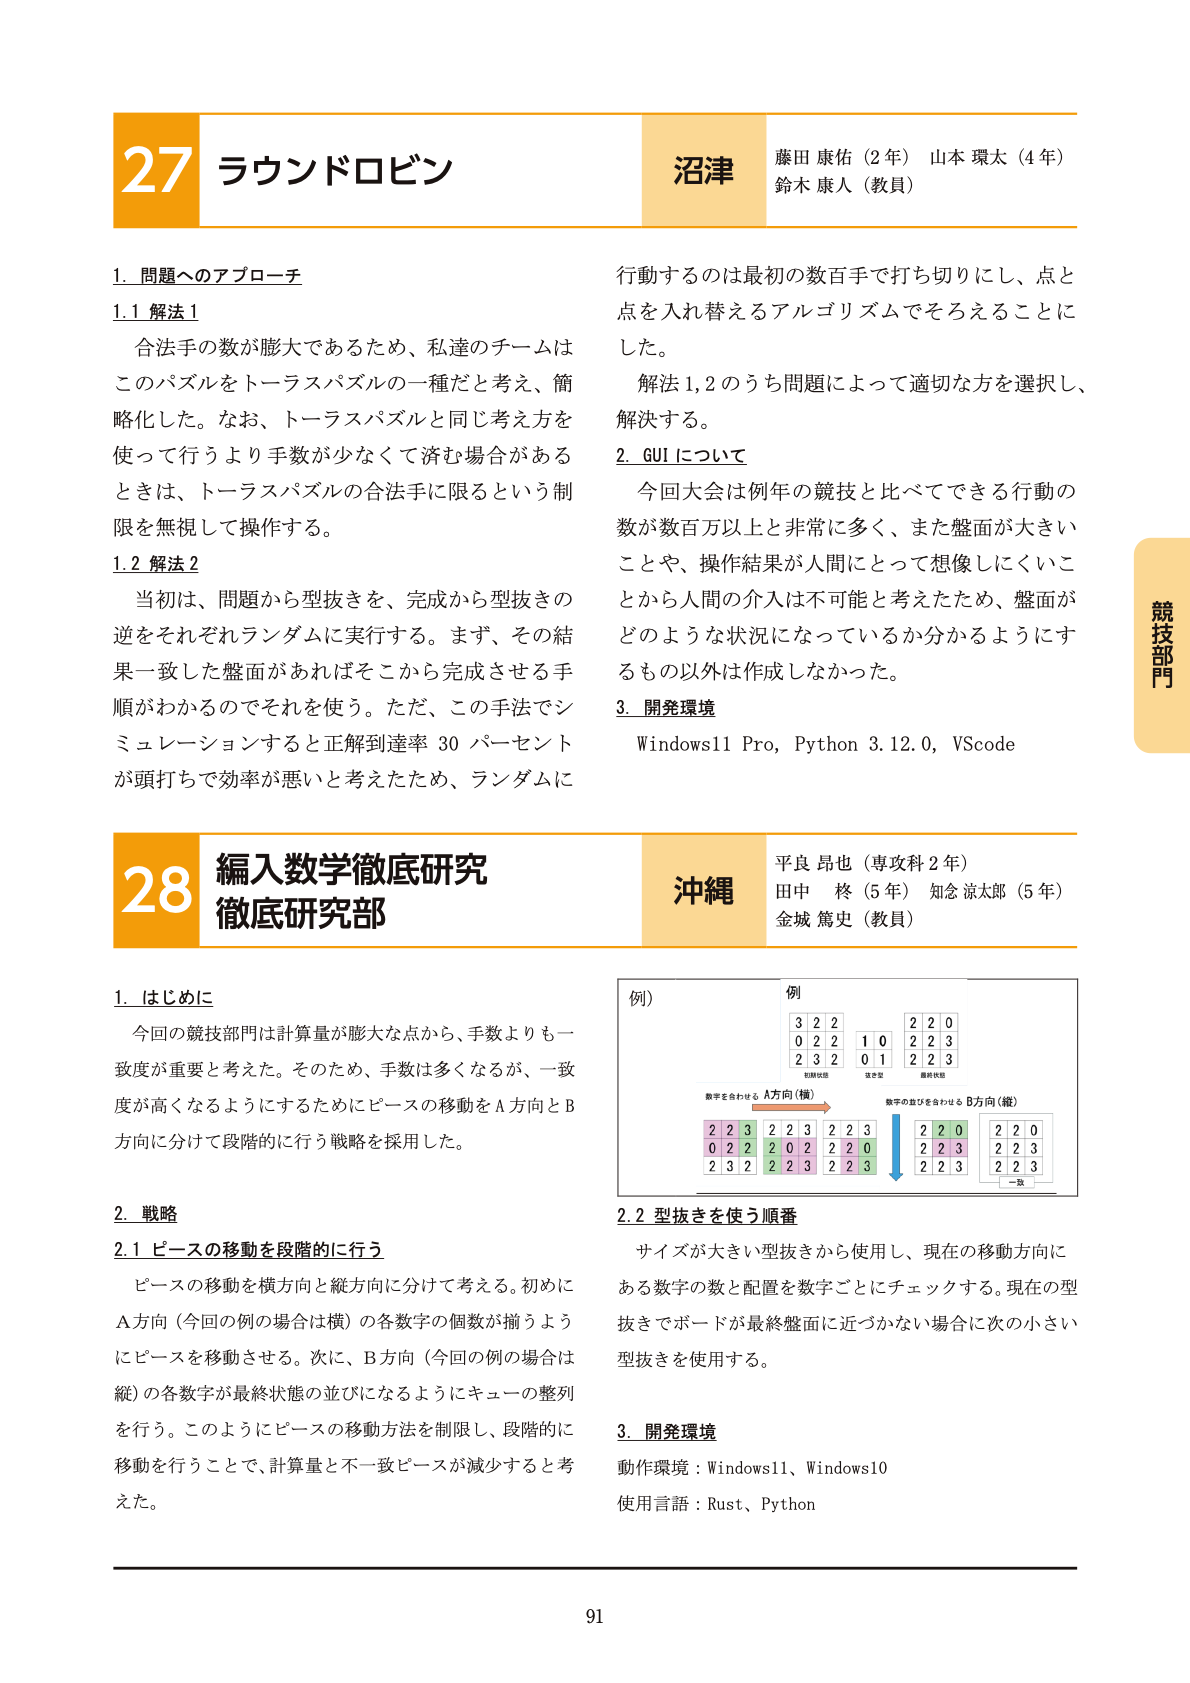 27
ラウンドロビン
沼津
藤田 康佑（2 年） 山本 環太（4 年）
鈴木 康人（教員）
1. 問題へのアプローチ
1.1 解法 1
合法手の数が膨大であるため、私達のチームは
このパズルをトーラスパズルの一種だと考え、簡
略化した。なお、トーラスパズルと同じ考え方を
使って行うより手数が少なくて済む場合がある
ときは、トーラスパズルの合法手に限るという制
限を無視して操作する。
1.2 解法 2
当初は、問題から型抜きを、完成から型抜きの
逆をそれぞれランダムに実行する。まず、その結
果一致した盤面があればそこから完成させる手
順がわかるのでそれを使う。ただ、この手法でシ
ミュレーションすると正解到達率 30 パーセント
が頭打ちで効率が悪いと考えたため、ランダムに
行動するのは最初の数百手で打ち切りにし、点と
点を入れ替えるアルゴリズムでそろえることに
した。
解法 1,2 のうち問題によって適切な方を選択し、
解決する。
2. GUI について
今回大会は例年の競技と比べてできる行動の
数が数百万以上と非常に多く、また盤面が大きい
ことや、操作結果が人間にとって想像しにくいこ
とから人間の介入は不可能と考えたため、盤面が
どのような状況になっているか分かるようにす
るもの以外は作成しなかった。
3. 開発環境
Windows11 Pro, Python 3.12.0, VScode
競技部門
28
編入数学徹底研究
徹底研究部
沖縄
平良 昂也（専攻科 2 年）
田中 柊（5 年） 知念 涼太郎（5 年）
金城 篤史（教員）
1. はじめに
今回の競技部門は計算量が膨大な点から、手数よりも一
致度が重要と考えた。そのため、手数は多くなるが、一致
度が高くなるようにするためにピースの移動を A 方向と B
方向に分けて段階的に行う戦略を採用した。
2. 戦略
2.1 ピースの移動を段階的に行う
ピースの移動を横方向と縦方向に分けて考える。初めに
A方向（今回の例の場合は横）の各数字の個数が揃うよう
にピースを移動させる。次に、B方向（今回の例の場合は
縦）の各数字が最終状態の並びになるようにキューの整列
を行う。このようにピースの移動方法を制限し、段階的に
移動を行うことで、計算量と不一致ピースが減少すると考
えた。
例）
例
3 2 2 2 2 0
0 2 2 1 0 2 2 3
2 3 2 0 1 2 2 3
初期状態 抜き型 最終状態
数字を合わせる A方向(横)
数字の並びを合わせる B方向(縦)
2 2 3 2 2 3 2 2 3 2 2 0 2 2 0
0 2 2 2 0 2 2 2 0 2 2 3 2 2 3
2 3 2 2 2 3 2 2 3 2 2 3 2 2 3
一致
2.2 型抜きを使う順番
サイズが大きい型抜きから使用し、現在の移動方向に
ある数字の数と配置を数字ごとにチェックする。現在の型
抜きでボードが最終盤面に近づかない場合に次の小さい
型抜きを使用する。
3. 開発環境
動作環境：Windows11、Windows10
使用言語：Rust、Python
91